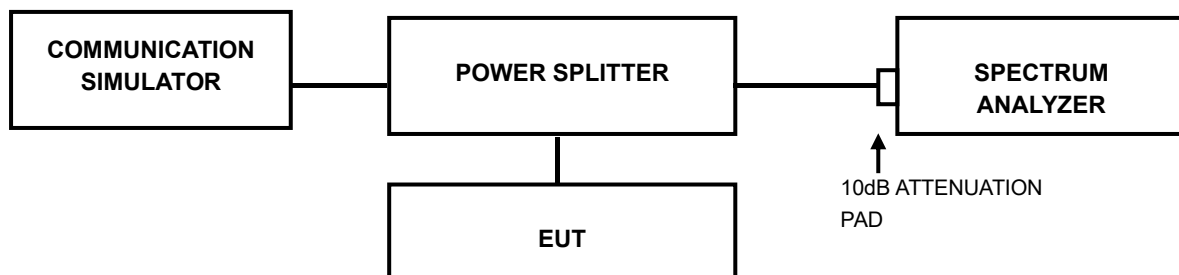 COMMUNICATION
SIMULATOR
POWER SPLITTER
SPECTRUM
ANALYZER
10dB ATTENUATION
PAD
EUT